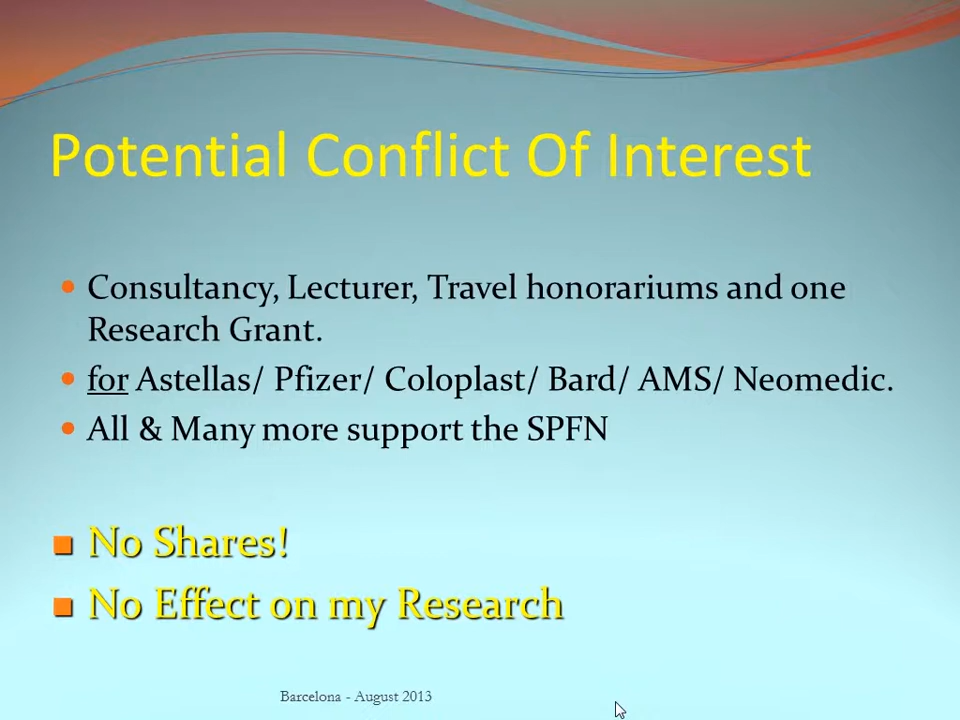 Potential Conflict Of Interest
Consultancy, Lecturer, Travel honorariums and one
Research Grant.
for Astellas/ Pfizer/ Coloplast/ Bard/ AMS/ Neomedic.
All & Many more support the SPFN
No Shares!
No Effect on my Research
Barcelona - August 2013